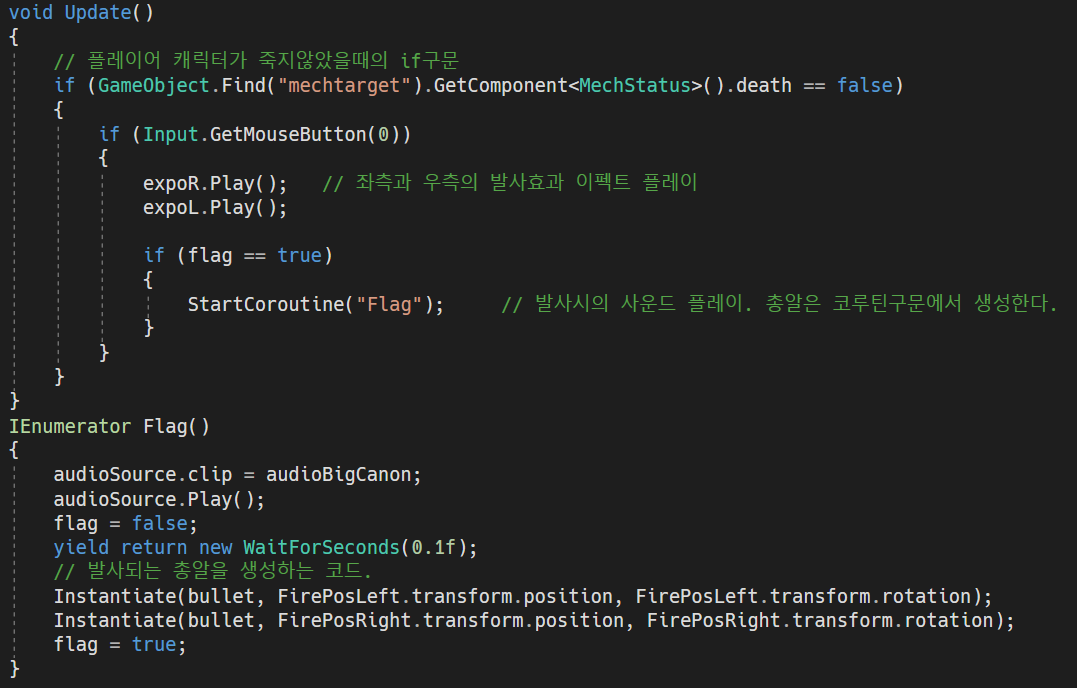 void Update()
{
    // 플레이어 캐릭터가 죽지않았을때의 if구문
    if (GameObject.Find("mechtarget").GetComponent<MechStatus>().death == false)
    {
        if (Input.GetMouseButton(0))
        {
            expoR.Play();   // 좌측과 우측의 발사효과 이펙트 플레이
            expoL.Play();

            if (flag == true)
            {
                StartCoroutine("Flag");     // 발사시의 사운드 플레이. 총알은 코루틴구문에서 생성한다.
            }
        }
    }
}
IEnumerator Flag()
{
    audioSource.clip = audioBigCanon;
    audioSource.Play();
    flag = false;
    yield return new WaitForSeconds(0.1f);
    // 발사되는 총알을 생성하는 코드.
    Instantiate(bullet, FirePosLeft.transform.position, FirePosLeft.transform.rotation);
    Instantiate(bullet, FirePosRight.transform.position, FirePosRight.transform.rotation);
    flag = true;
}